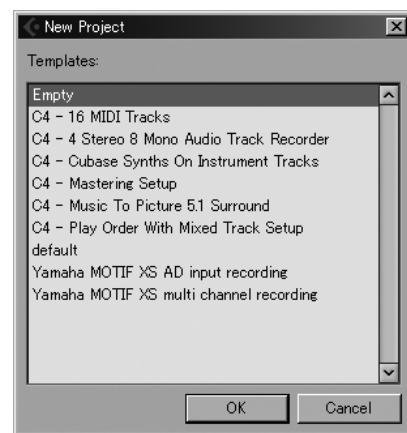 New Project
Templates:
Empty
C4 - 16 MIDI Tracks
C4 - 4 Stereo 8 Mono Audio Track Recorder
C4 - Cubase Synths On Instrument Tracks
C4 - Mastering Setup
C4 - Music To Picture 5.1 Surround
C4 - Play Order With Mixed Track Setup
default
Yamaha MOTIF XS AD input recording
Yamaha MOTIF XS multi channel recording
OK Cancel